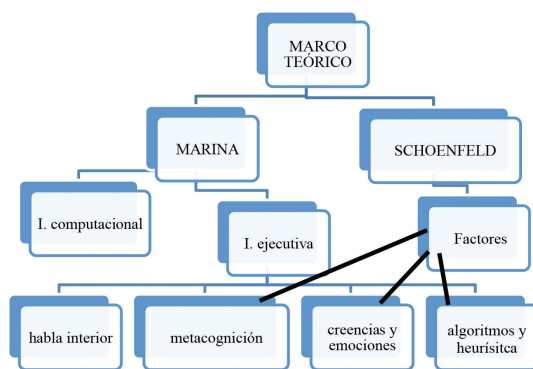 MARCO
TEÓRICO
MARINA
SCHOENFELD
I. computacional
I. ejecutiva
Factores
habla interior
metacognición
creencias y
emociones
algoritmos y
heurísitca